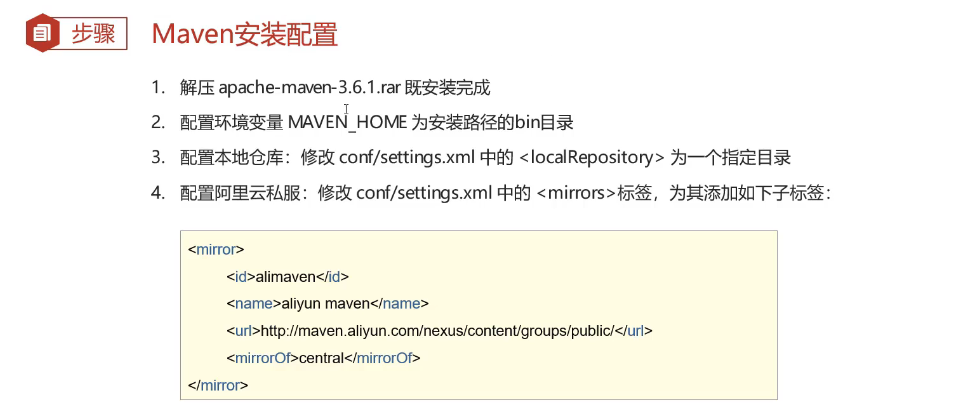 步骤
Maven安装配置
1. 解压 apache-maven-3.6.1.rar 既安装完成
2. 配置环境变量 MAVEN_HOME 为安装路径的bin目录
3. 配置本地仓库：修改 conf/settings.xml 中的 <localRepository> 为一个指定目录
4. 配置阿里云私服：修改 conf/settings.xml 中的 <mirrors>标签，为其添加如下子标签：
<mirror>
<id>alimaven</id>
<name>aliyun maven</name>
<url>http://maven.aliyun.com/nexus/content/groups/public/</url>
<mirrorOf>central</mirrorOf>
</mirror>